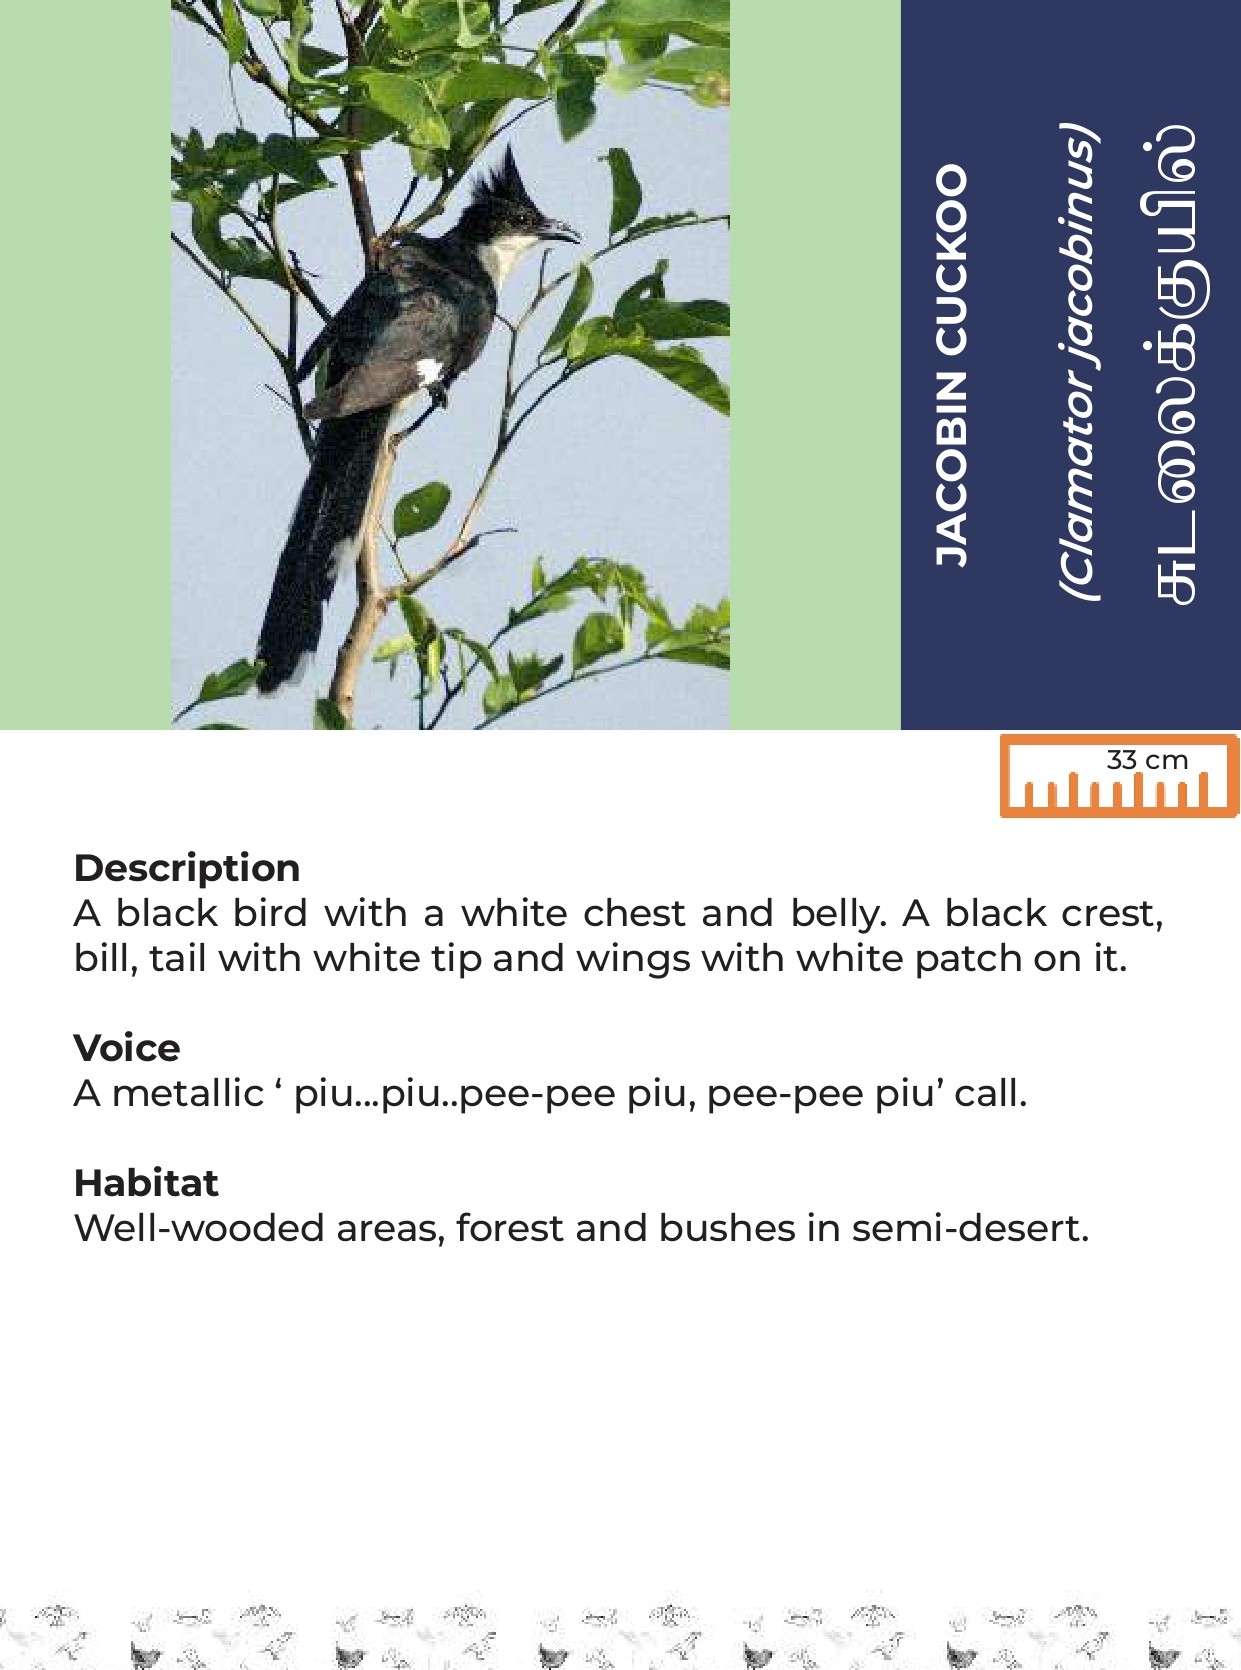 JACOBIN CUCKOO
(Clamator jacobinus)
சுடலைக்குயில்
33 cm
Description
A black bird with a white chest and belly. A black crest,
bill, tail with white tip and wings with white patch on it.
Voice
A metallic ‘ piu...piu..pee-pee piu, pee-pee piu’ call.
Habitat
Well-wooded areas, forest and bushes in semi-desert.